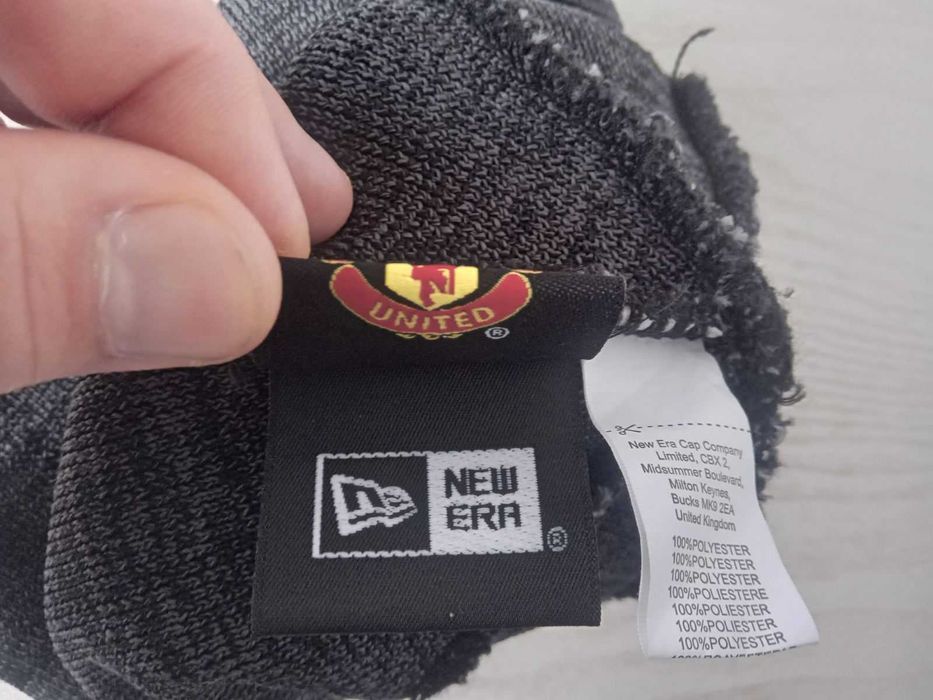 UNITED
®
NEW
ERA
®
New Era Cap Company
Limited, CBX 2,
Midsummer Boulevard,
Milton Keynes,
Bucks MK9 2EA
United Kingdom
100%POLYESTER
100%POLYESTER
100%POLYESTER
100%POLIESTERE
100%POLIESTER
100%POLIESTER
100%POLYESTER